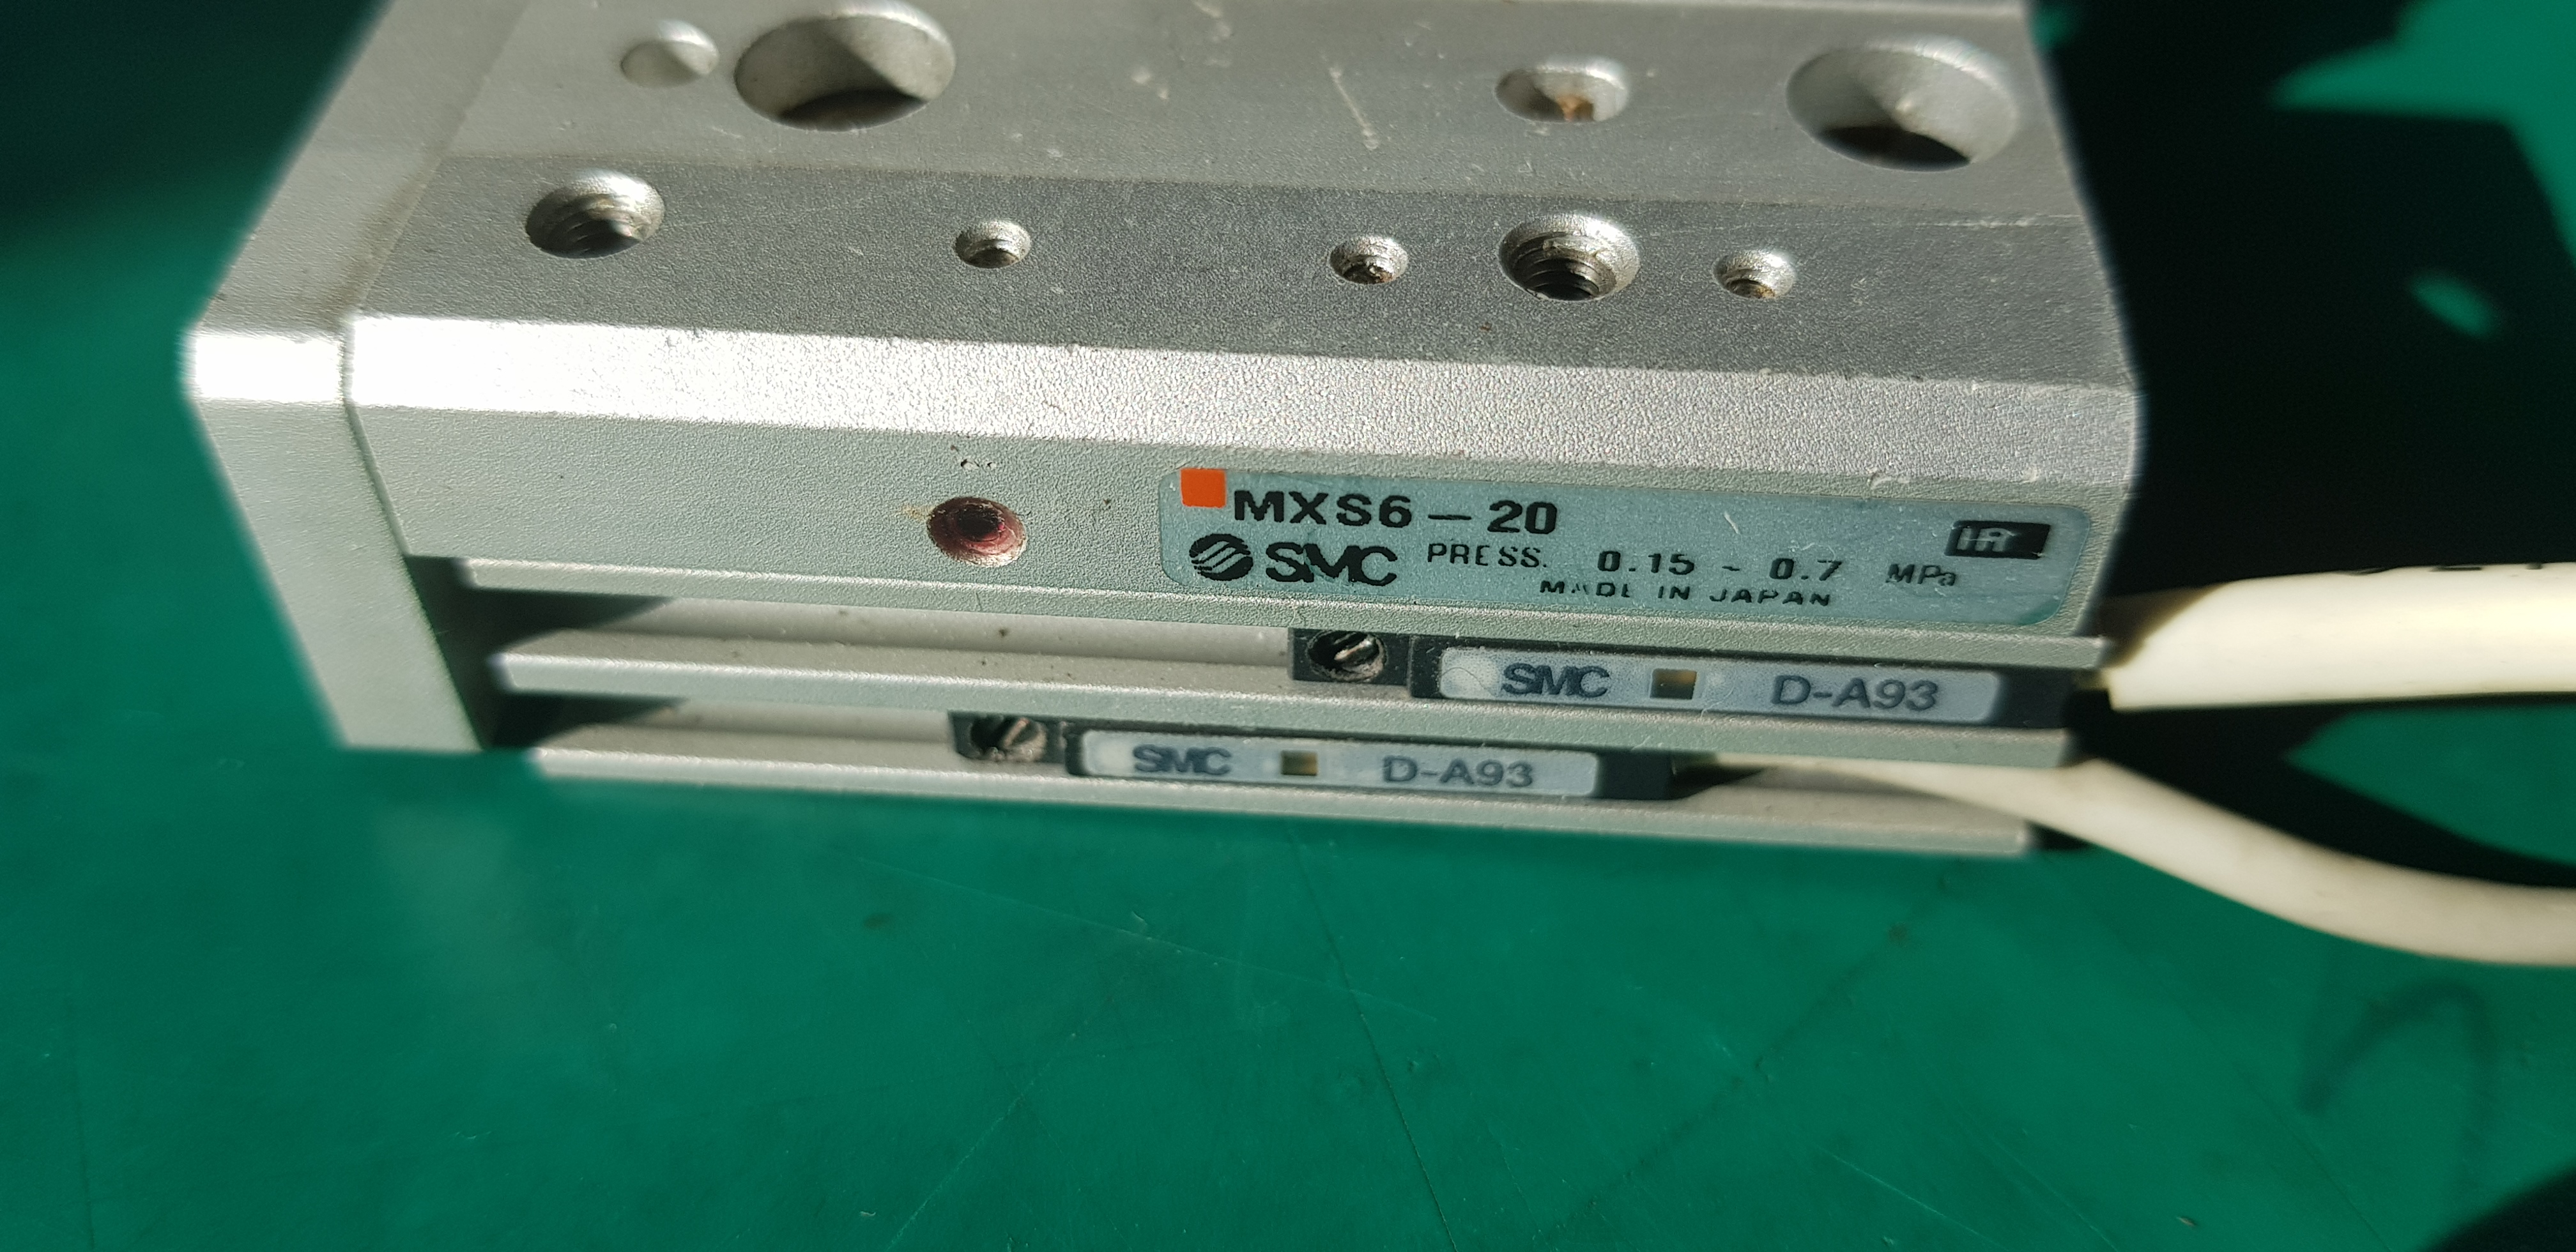 MXS6-20
SMC PRESS. 0.15 - 0.7 MPa
MADE IN JAPAN
SMC D-A93
SMC D-A93